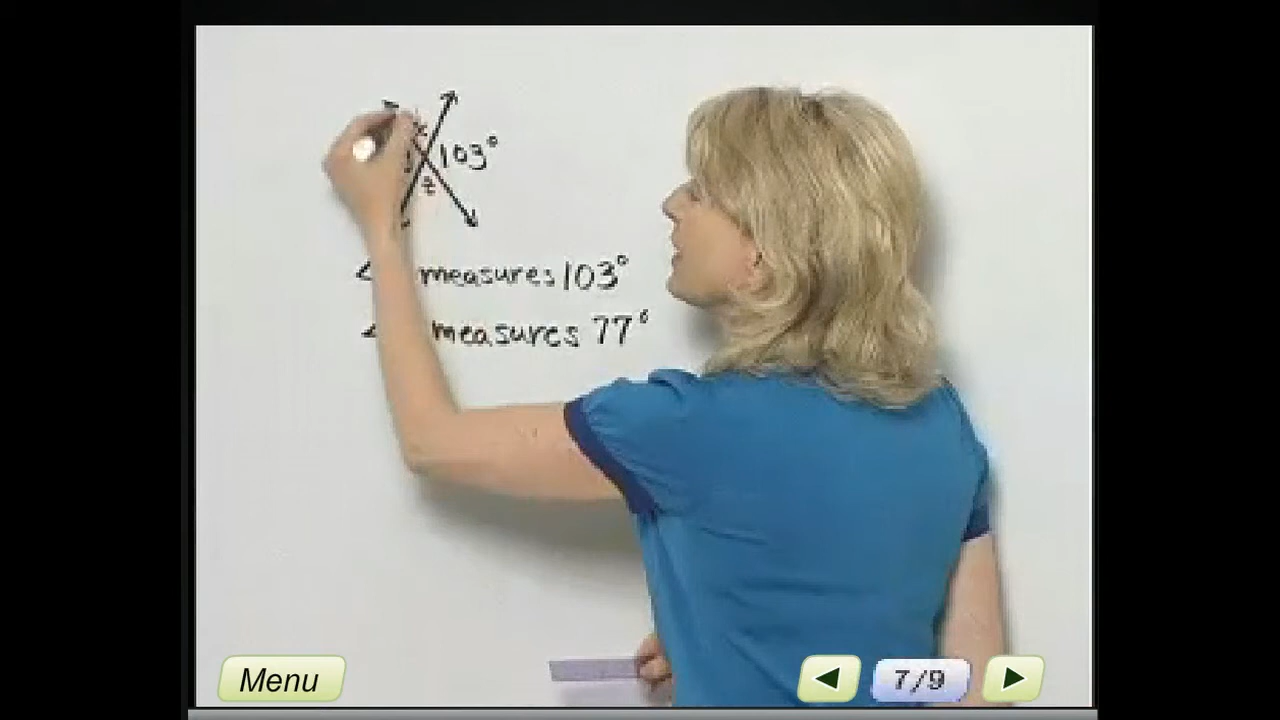 x
103°
z
∠ measures 103°
∠ measures 77°
Menu
7/9